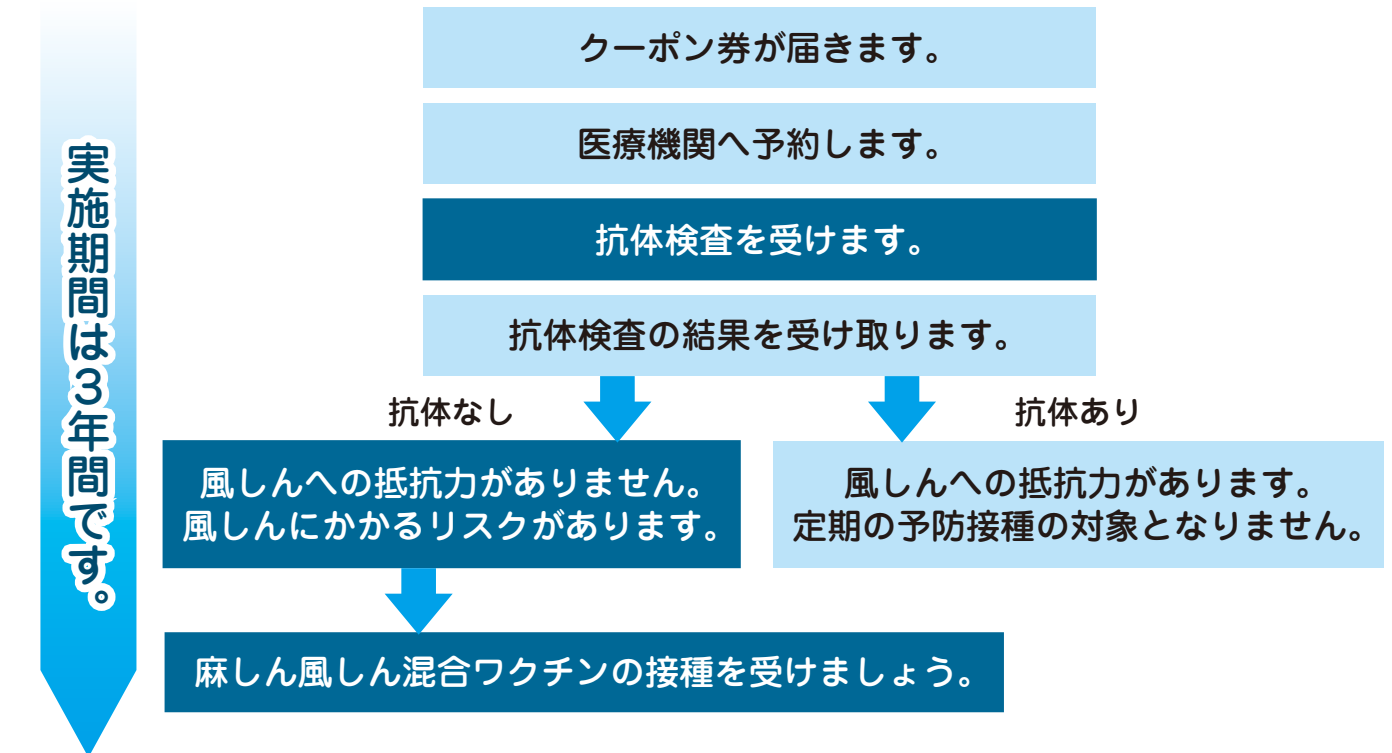 実施期間は3年間です。
クーポン券が届きます。
医療機関へ予約します。
抗体検査を受けます。
抗体検査の結果を受け取ります。
抗体なし
抗体あり
風しんへの抵抗力がありません。
風しんにかかるリスクがあります。
風しんへの抵抗力があります。
定期の予防接種の対象となりません。
麻しん風しん混合ワクチンの接種を受けましょう。